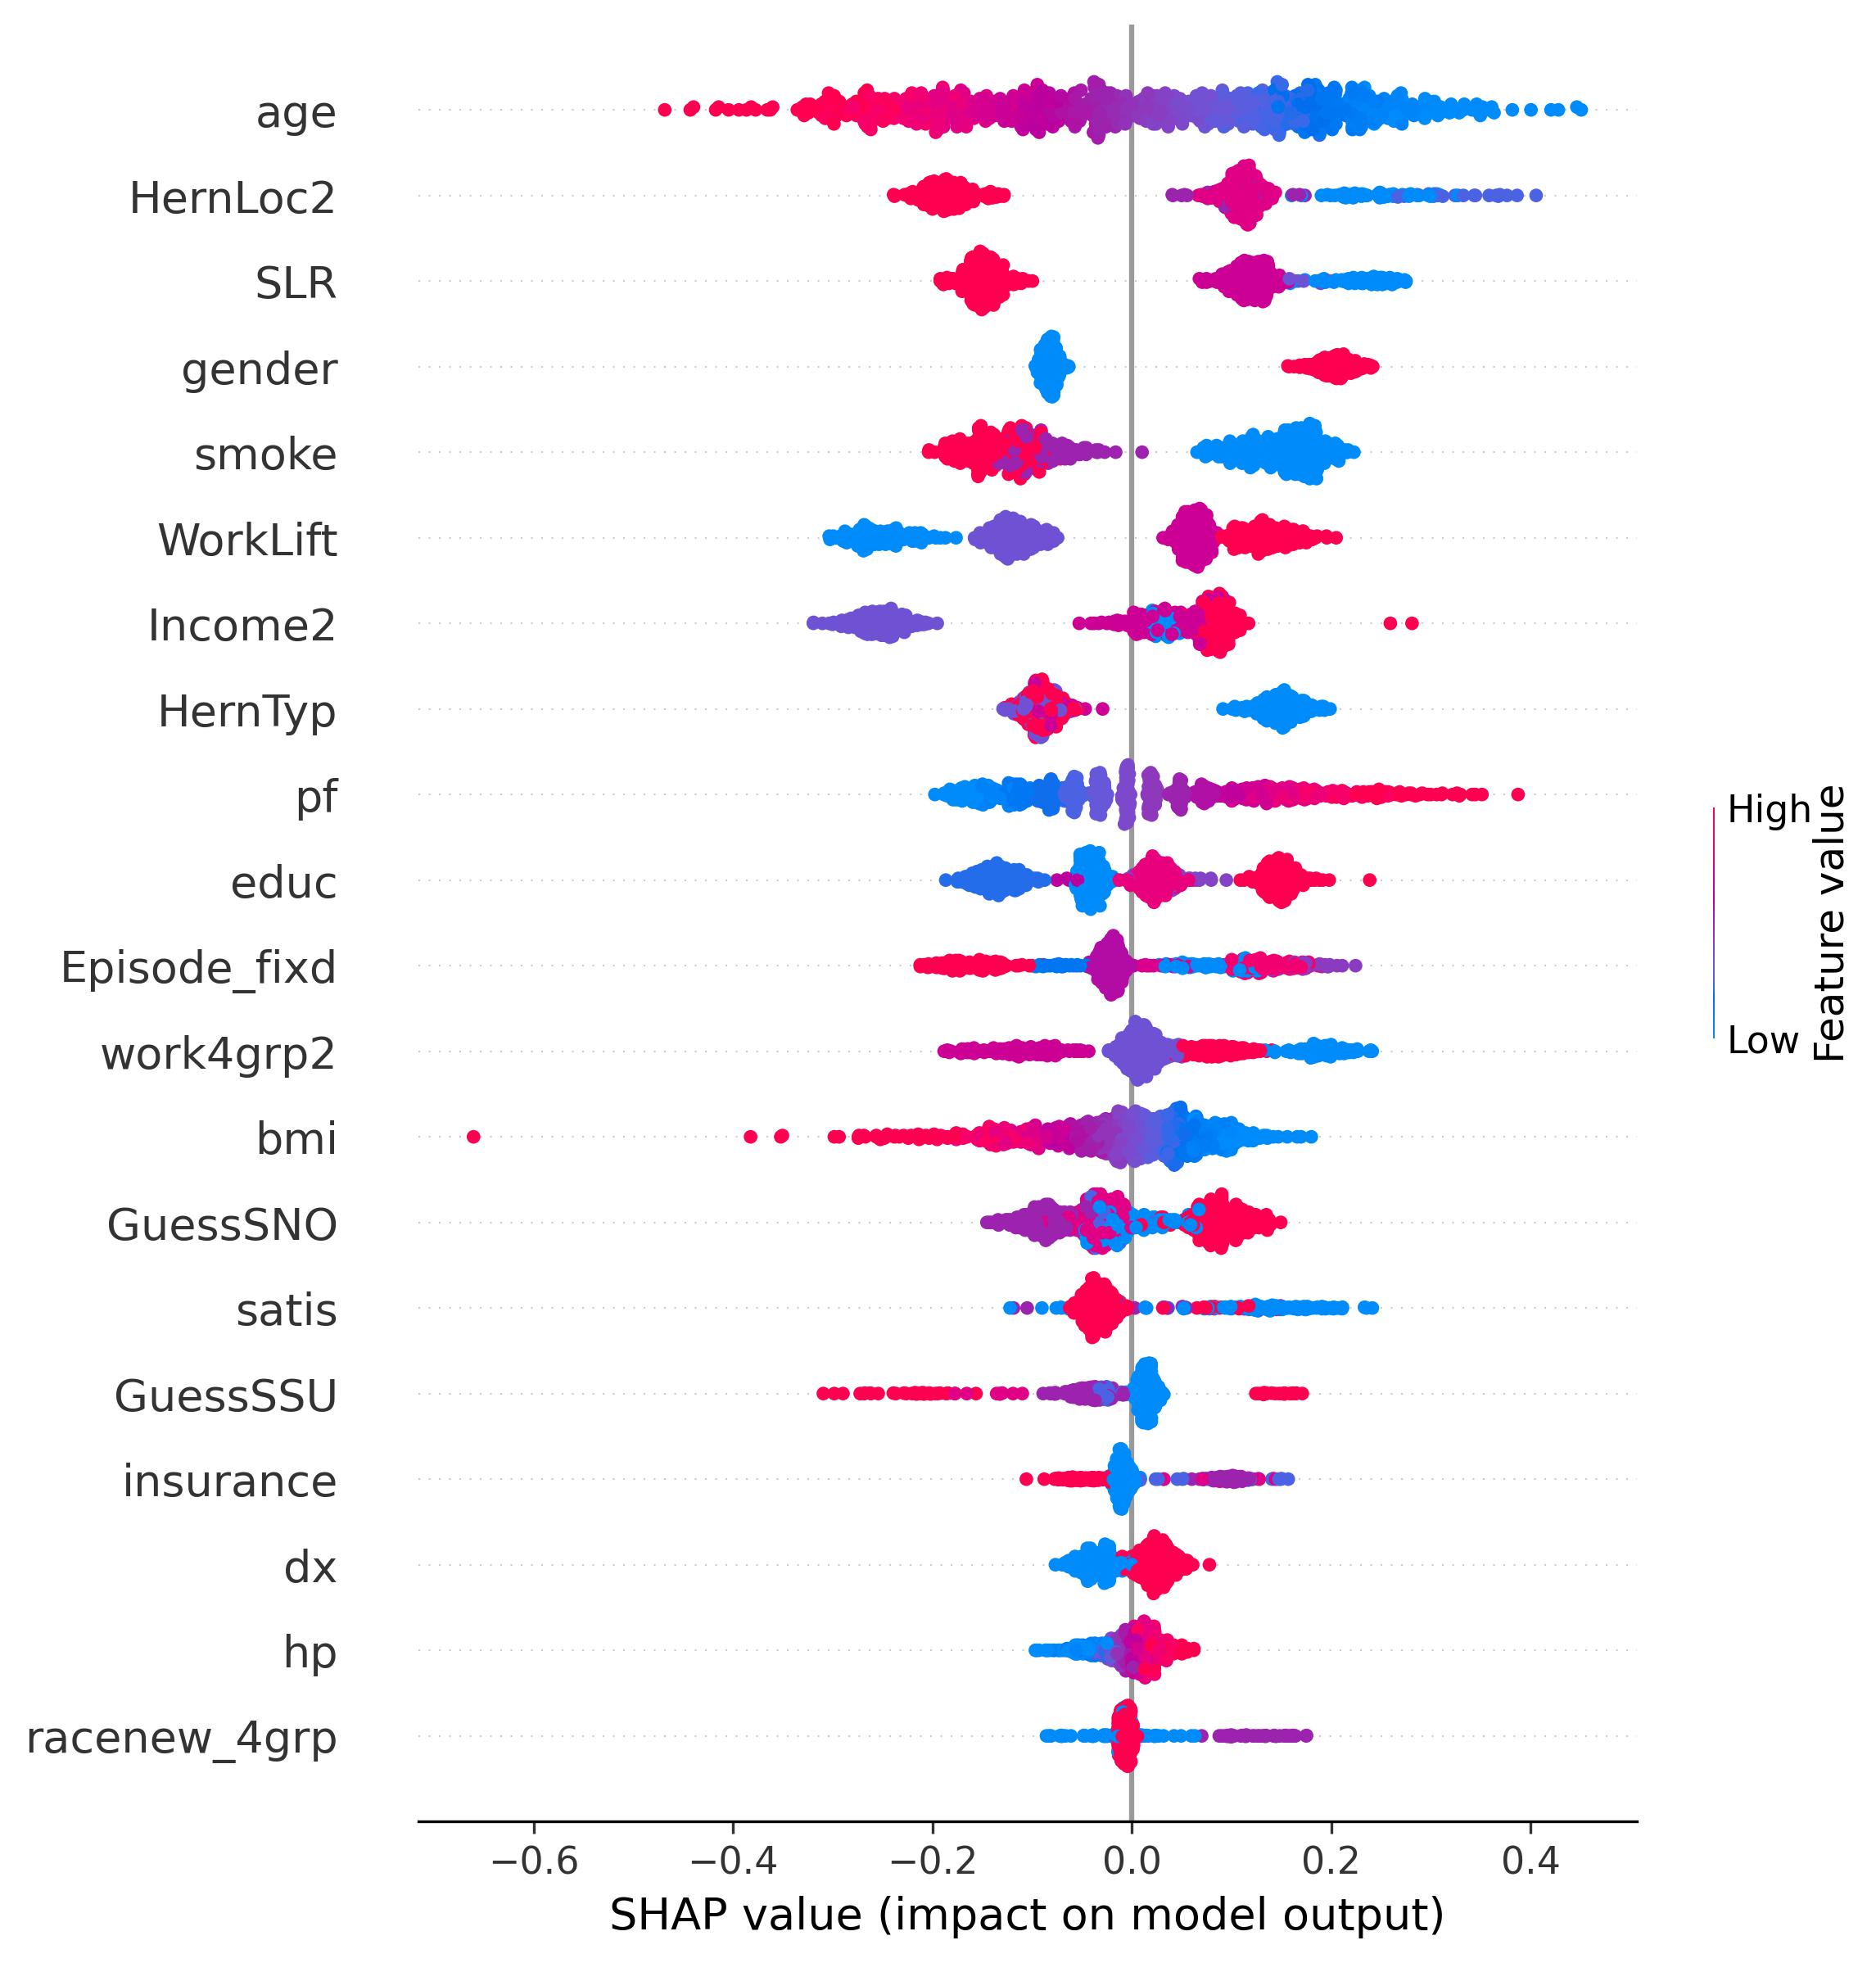 age
HernLoc2
SLR
gender
smoke
WorkLift
Income2
HernTyp
pf
educ
Episode_fixd
work4grp2
bmi
GuessSNO
satis
GuessSSU
insurance
dx
hp
racenew_4grp
−0.6 −0.4 −0.2 0.0 0.2 0.4
SHAP value (impact on model output)
High
Low
Feature value